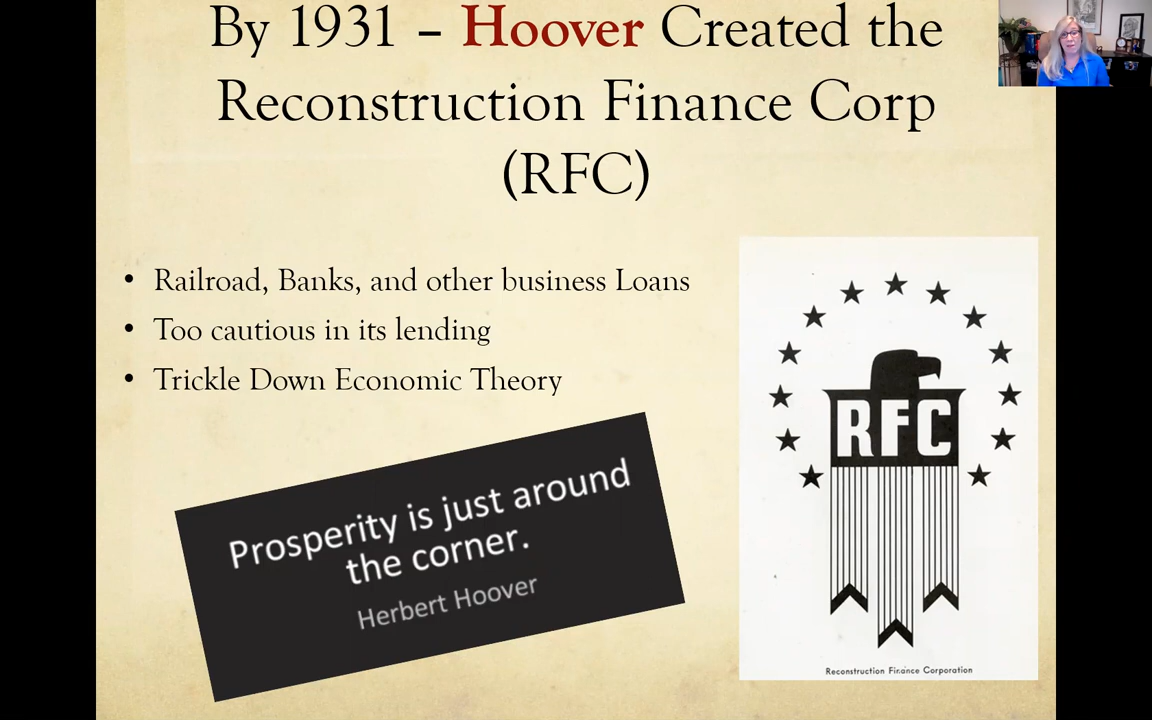 By 1931 – Hoover Created the
Reconstruction Finance Corp
(RFC)
• Railroad, Banks, and other business Loans
• Too cautious in its lending
• Trickle Down Economic Theory
Prosperity is just around
the corner.
Herbert Hoover
RFC
Reconstruction Finance Corporation